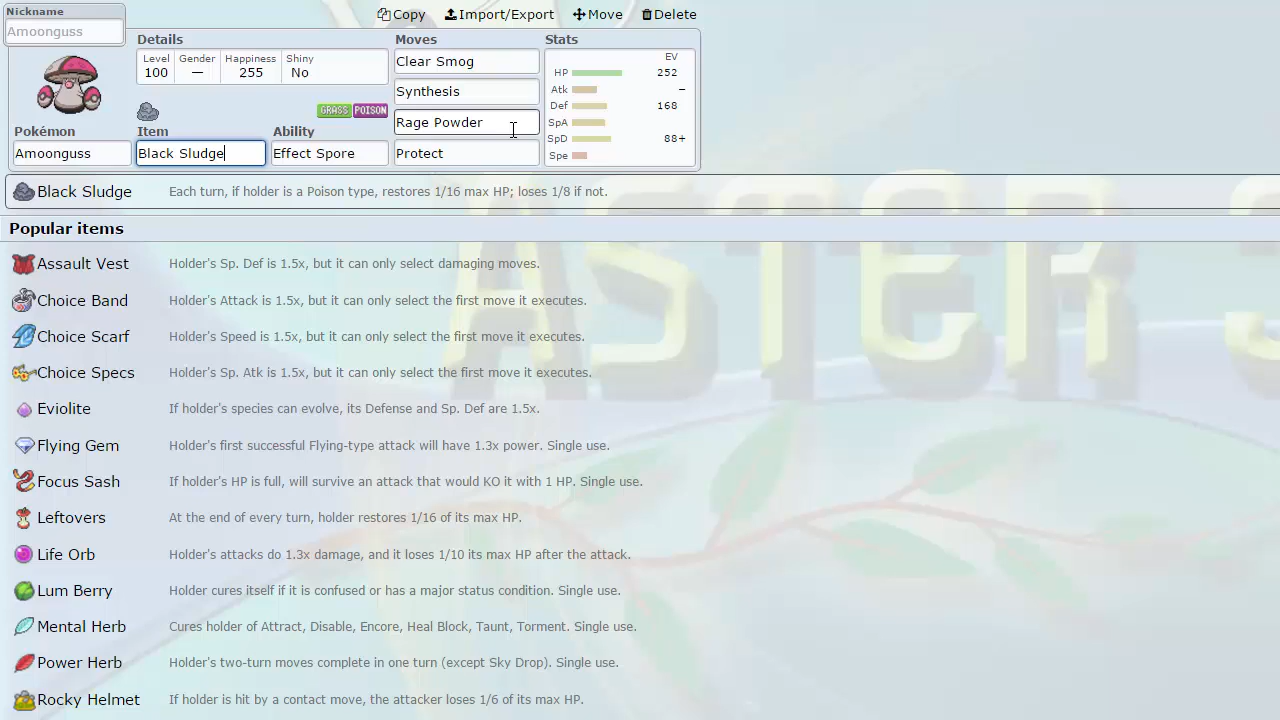 Nickname
Amoonguss
Copy Import/Export Move Delete
Details
Level Gender Happiness Shiny
100 — 255 No
GRASS POISON
Pokémon Item Ability
Amoonguss Black Sludge Effect Spore
Moves
Clear Smog
Synthesis
Rage Powder
Protect
Stats
EV
HP 252
Atk –
Def 168
SpA
SpD 88+
Spe
Black Sludge Each turn, if holder is a Poison type, restores 1/16 max HP; loses 1/8 if not.
Popular items
Assault Vest Holder's Sp. Def is 1.5x, but it can only select damaging moves.
Choice Band Holder's Attack is 1.5x, but it can only select the first move it executes.
Choice Scarf Holder's Speed is 1.5x, but it can only select the first move it executes.
Choice Specs Holder's Sp. Atk is 1.5x, but it can only select the first move it executes.
Eviolite If holder's species can evolve, its Defense and Sp. Def are 1.5x.
Flying Gem Holder's first successful Flying-type attack will have 1.3x power. Single use.
Focus Sash If holder's HP is full, will survive an attack that would KO it with 1 HP. Single use.
Leftovers At the end of every turn, holder restores 1/16 of its max HP.
Life Orb Holder's attacks do 1.3x damage, and it loses 1/10 its max HP after the attack.
Lum Berry Holder cures itself if it is confused or has a major status condition. Single use.
Mental Herb Cures holder of Attract, Disable, Encore, Heal Block, Taunt, Torment. Single use.
Power Herb Holder's two-turn moves complete in one turn (except Sky Drop). Single use.
Rocky Helmet If holder is hit by a contact move, the attacker loses 1/6 of its max HP.
ASTER